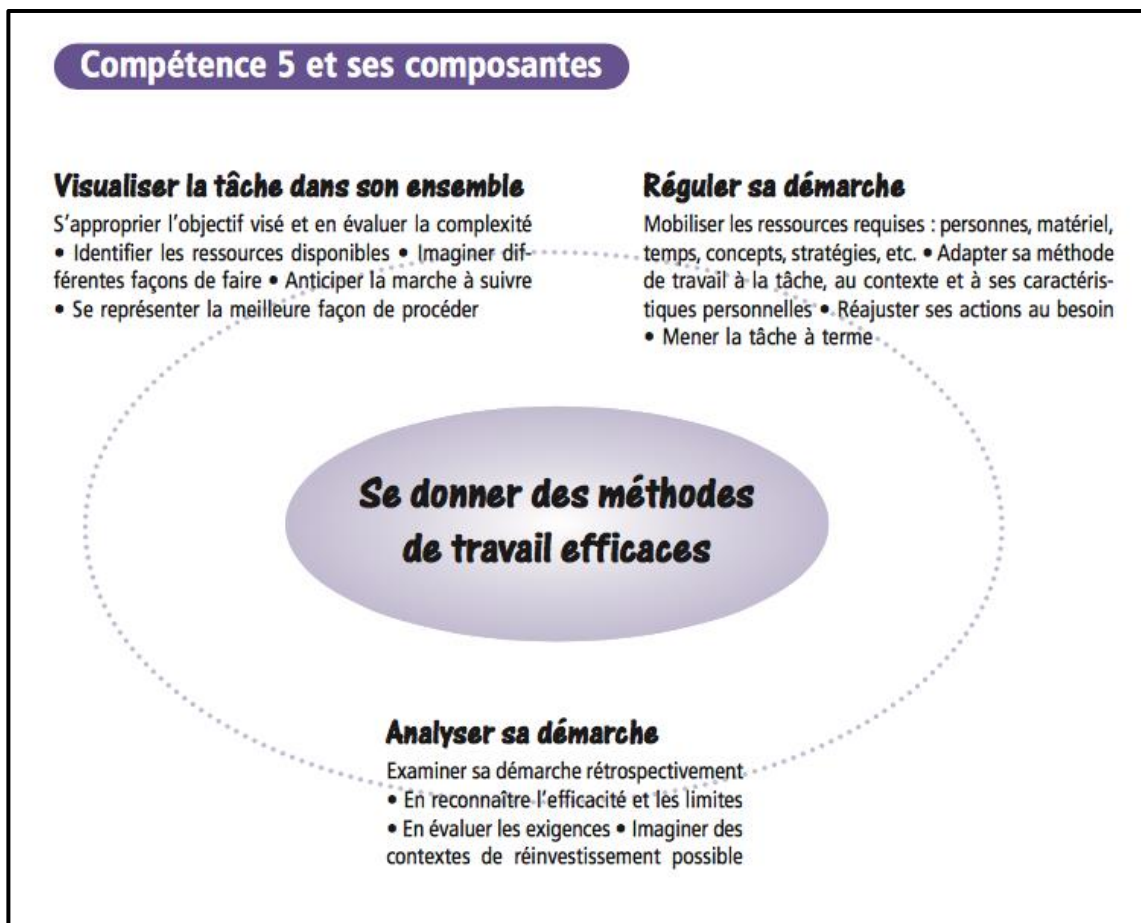 Compétence 5 et ses composantes
Visualiser la tâche dans son ensemble
S'approprier l'objectif visé et en évaluer la complexité
• Identifier les ressources disponibles • Imaginer dif-
férentes façons de faire • Anticiper la marche à suivre
• Se représenter la meilleure façon de procéder
Réguler sa démarche
Mobiliser les ressources requises : personnes, matériel,
temps, concepts, stratégies, etc. • Adapter sa méthode
de travail à la tâche, au contexte et à ses caractéris-
tiques personnelles • Réajuster ses actions au besoin
• Mener la tâche à terme
Se donner des méthodes
de travail efficaces
Analyser sa démarche
Examiner sa démarche rétrospectivement
• En reconnaître l'efficacité et les limites
• En évaluer les exigences • Imaginer des
contextes de réinvestissement possible